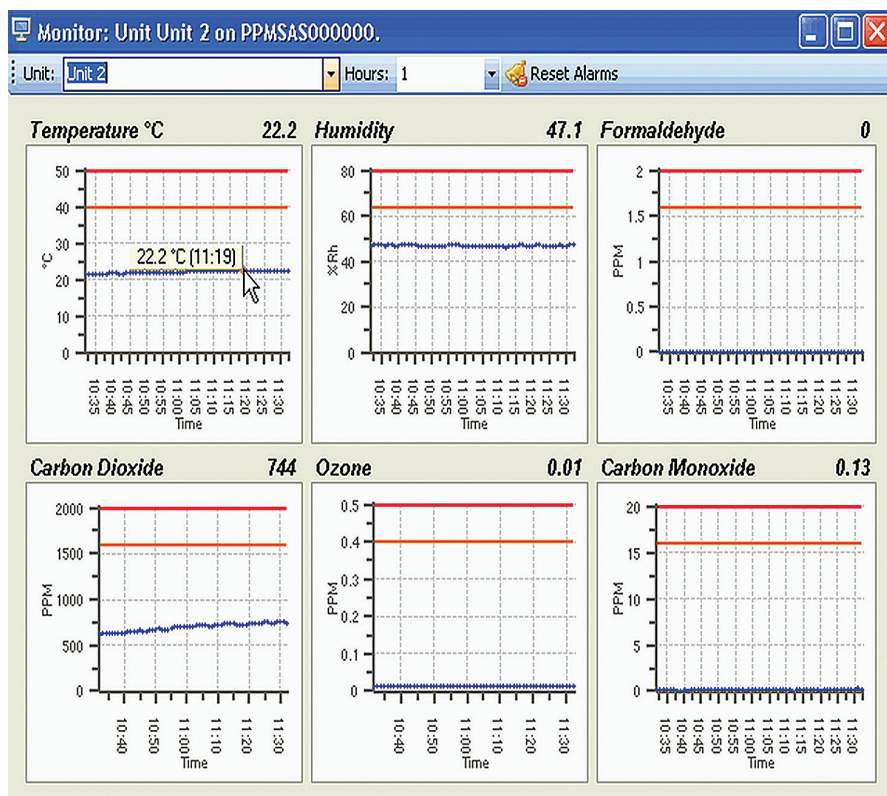 Monitor: Unit Unit 2 on PPMSAS000000.
Unit: Unit 2 Hours: 1 Reset Alarms
Temperature °C 22.2
50
40
30
20
10
0
°C
22.2 °C (11:19)
10:35 10:40 10:45 10:50 10:55 11:00 11:05 11:10 11:15 11:20 11:25 11:30
Time
Humidity 47.1
80
60
40
20
0
%Rh
10:35 10:40 10:45 10:50 10:55 11:00 11:05 11:10 11:15 11:20 11:25 11:30
Time
Formaldehyde 0
2
1.5
1
0.5
0
PPM
10:35 10:40 10:45 10:50 10:55 11:00 11:05 11:10 11:15 11:20 11:25 11:30
Time
Carbon Dioxide 744
2000
1500
1000
500
0
PPM
10:40 10:50 11:00 11:10 11:20 11:30
Time
Ozone 0.01
0.5
0.4
0.3
0.2
0.1
0
PPM
10:40 10:50 11:00 11:10 11:20 11:30
Time
Carbon Monoxide 0.13
20
15
10
5
0
PPM
10:35 10:40 10:45 10:50 10:55 11:00 11:05 11:10 11:15 11:20 11:25 11:30
Time